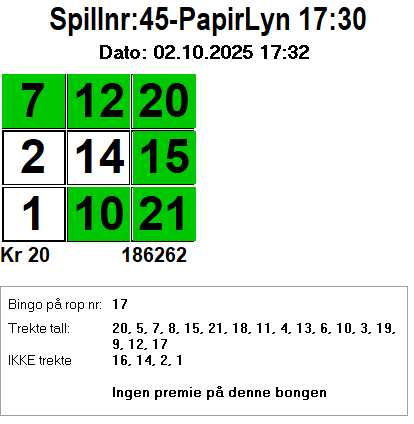 Spillnr:45-PapirLyn 17:30
Dato: 02.10.2025 17:32
7 12 20
2 14 15
1 10 21
Kr 20 186262
Bingo på rop nr: 17
Trekte tall: 20, 5, 7, 8, 15, 21, 18, 11, 4, 13, 6, 10, 3, 19,
9, 12, 17
IKKE trekte 16, 14, 2, 1
Ingen premie på denne bongen